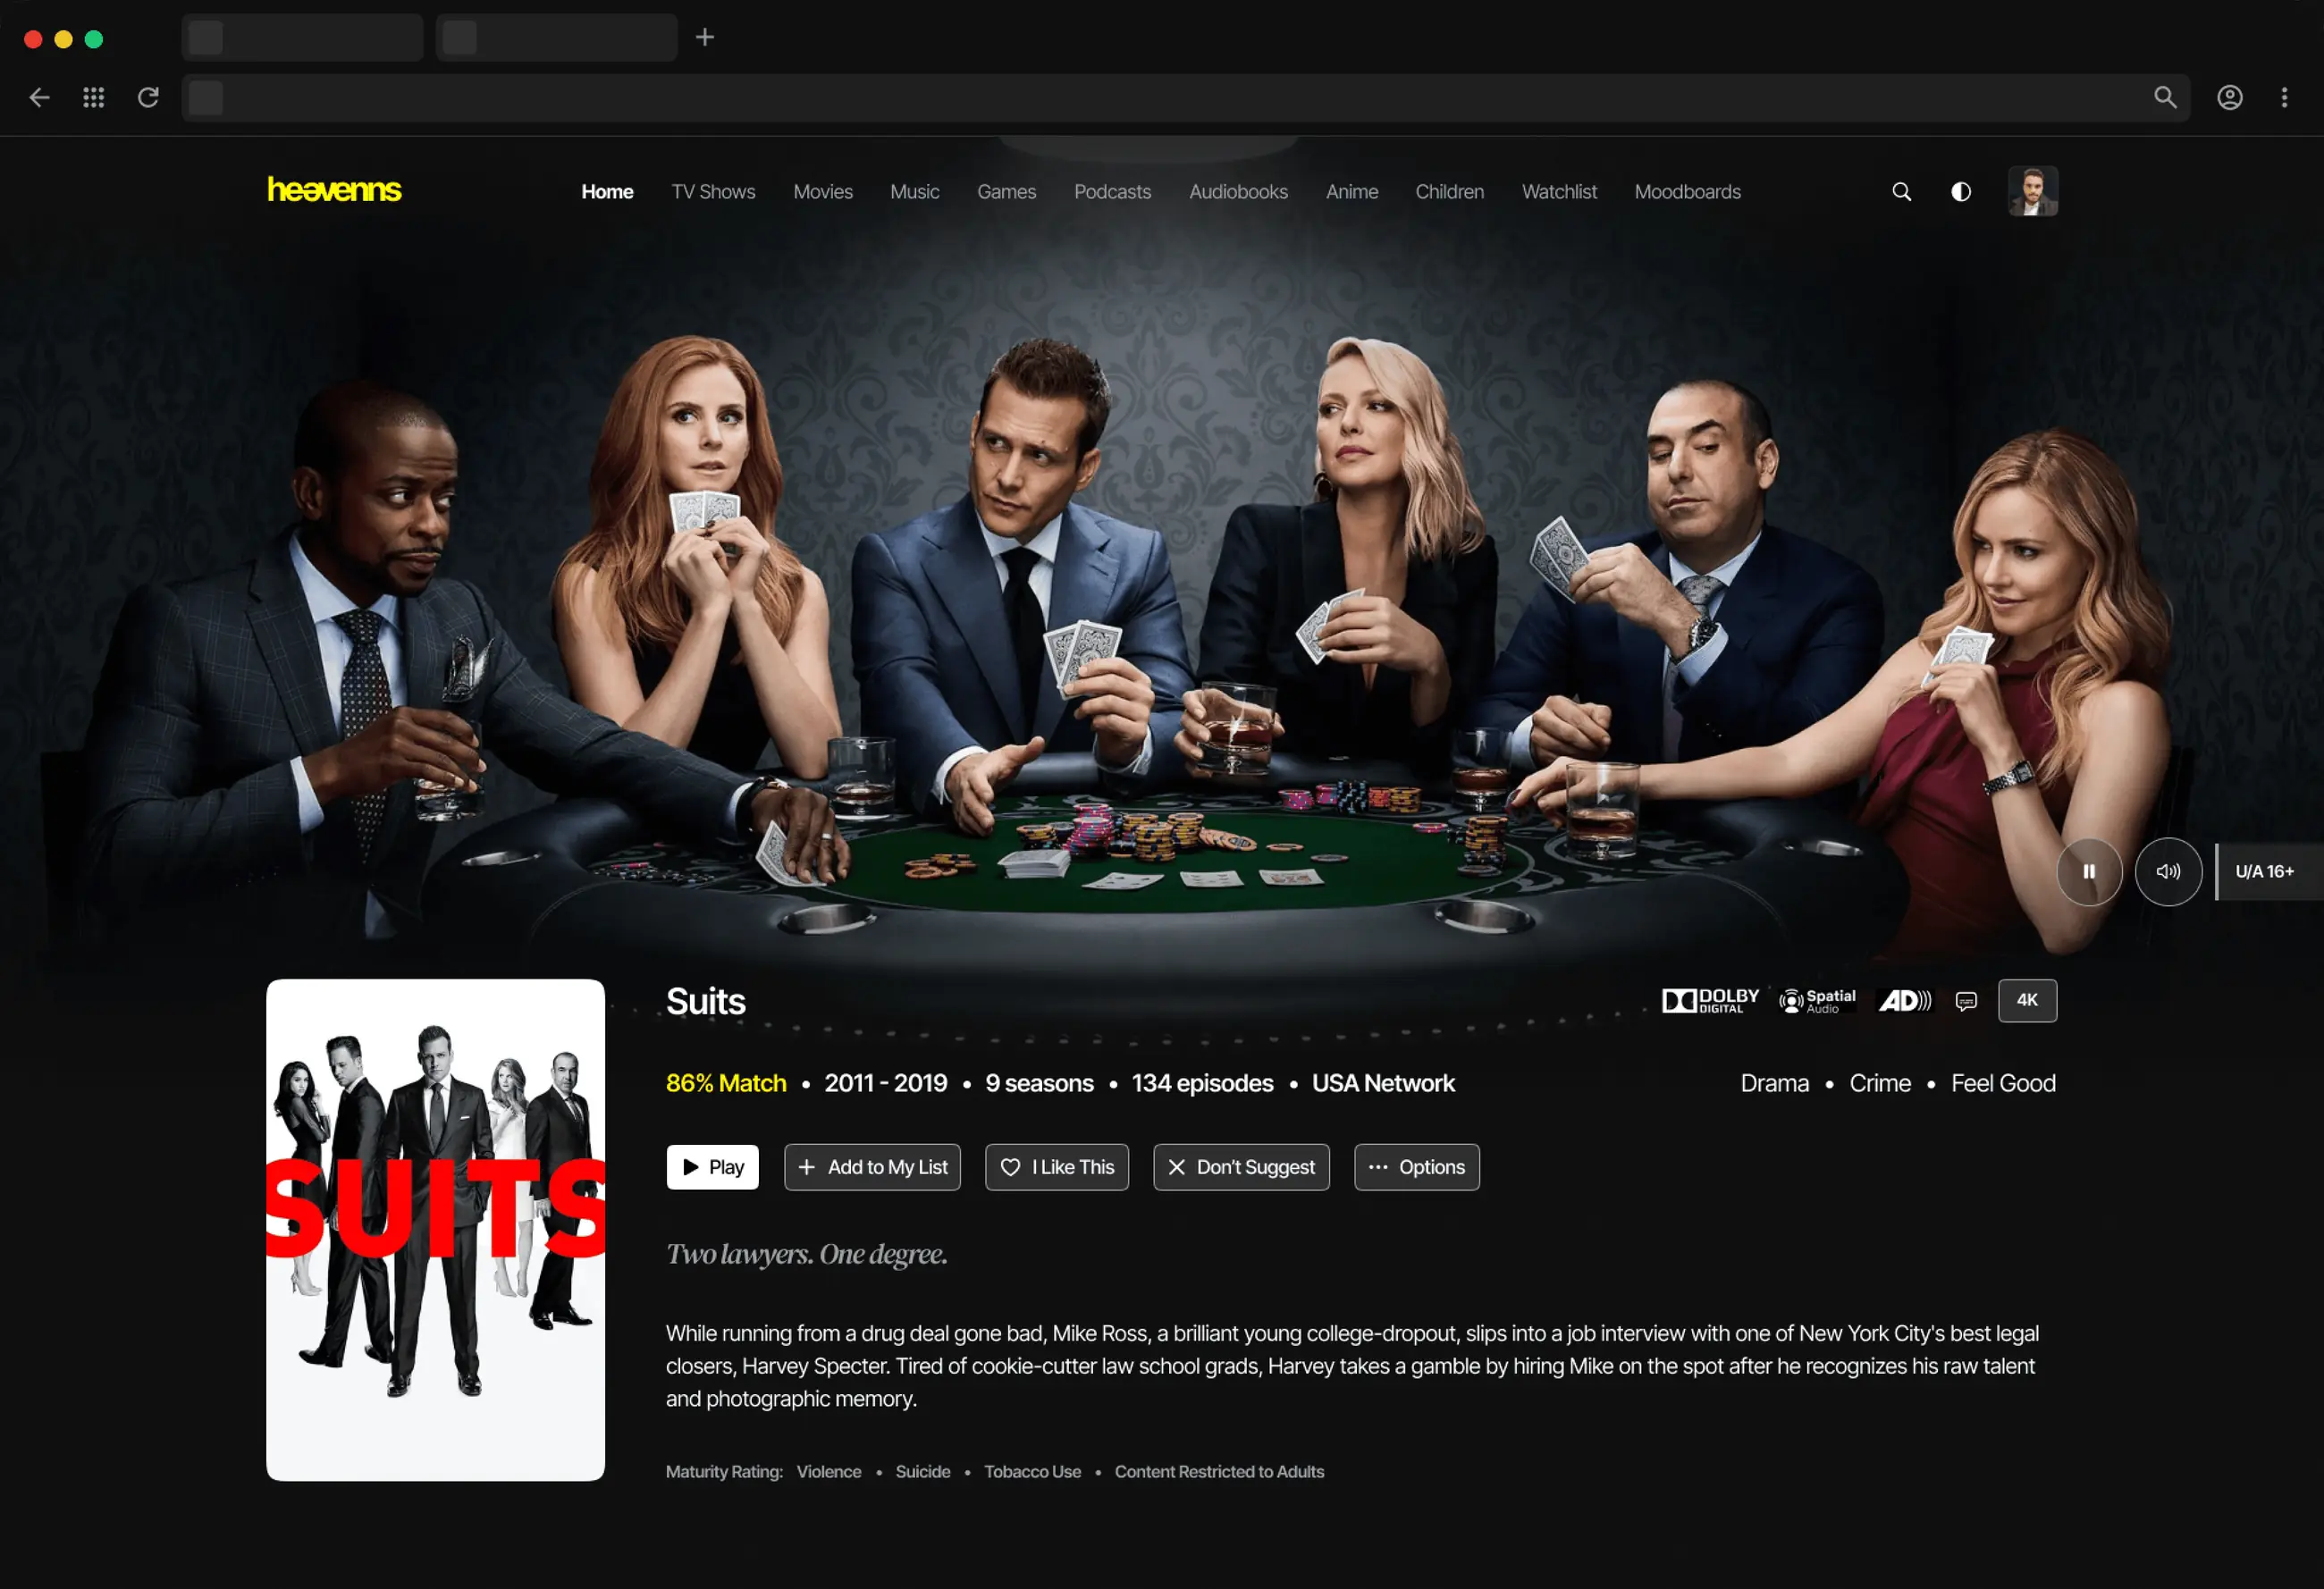 heavenns
Home TV Shows Movies Music Games Podcasts Audiobooks Anime Children Watchlist Moodboards
U/A 16+
SUITS
Suits
DOLBY DIGITAL Spatial Audio AD 4K
86% Match • 2011 - 2019 • 9 seasons • 134 episodes • USA Network
Drama • Crime • Feel Good
Play Add to My List I Like This Don't Suggest Options
Two lawyers. One degree.
While running from a drug deal gone bad, Mike Ross, a brilliant young college-dropout, slips into a job interview with one of New York City's best legal
closers, Harvey Specter. Tired of cookie-cutter law school grads, Harvey takes a gamble by hiring Mike on the spot after he recognizes his raw talent
and photographic memory.
Maturity Rating: Violence • Suicide • Tobacco Use • Content Restricted to Adults